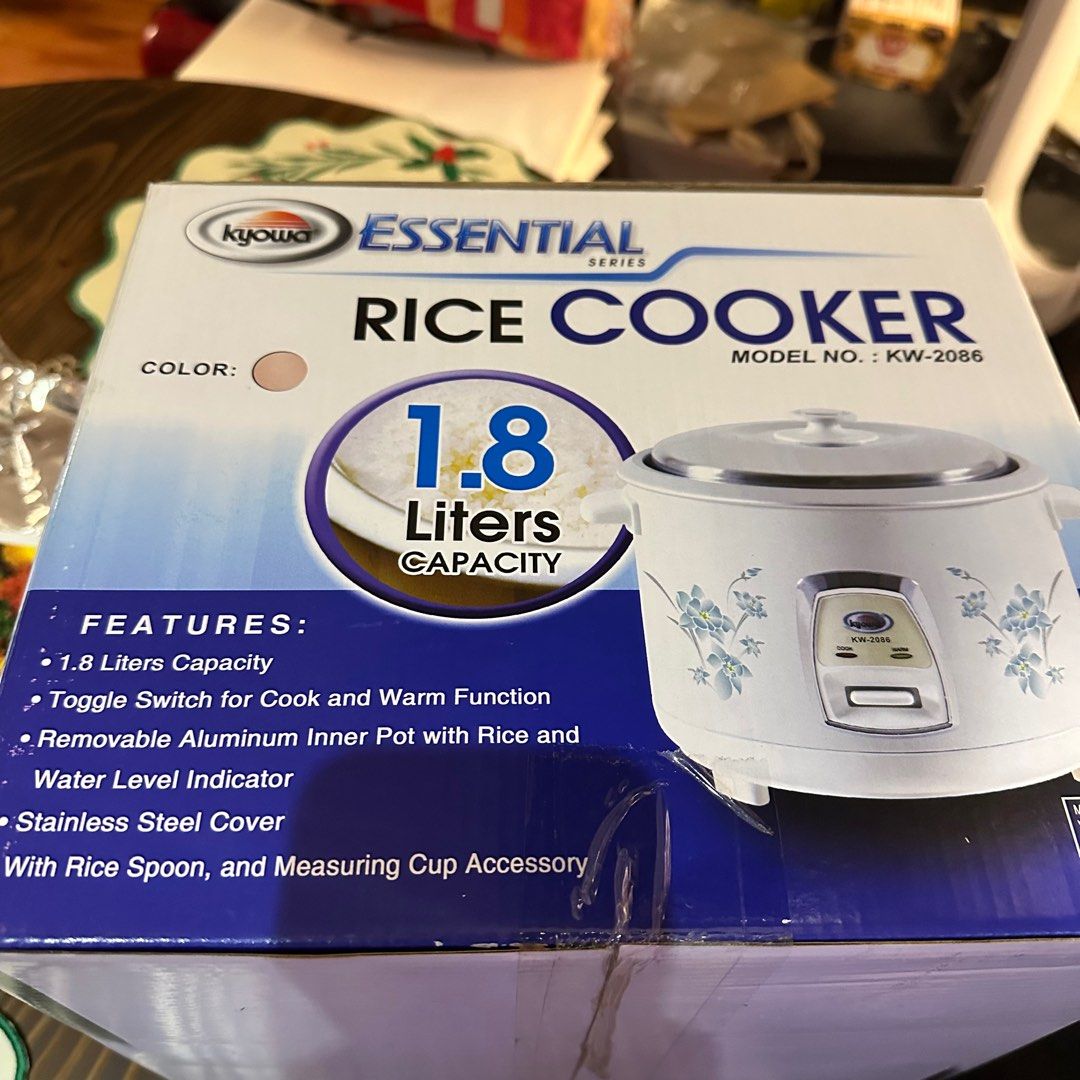 kyowa
ESSENTIAL
SERIES
RICE COOKER
MODEL NO. : KW-2086
COLOR:
1.8
Liters
CAPACITY
FEATURES:
• 1.8 Liters Capacity
• Toggle Switch for Cook and Warm Function
• Removable Aluminum Inner Pot with Rice and
Water Level Indicator
• Stainless Steel Cover
With Rice Spoon, and Measuring Cup Accessory
kyowa
KW-2086
COOK WARM